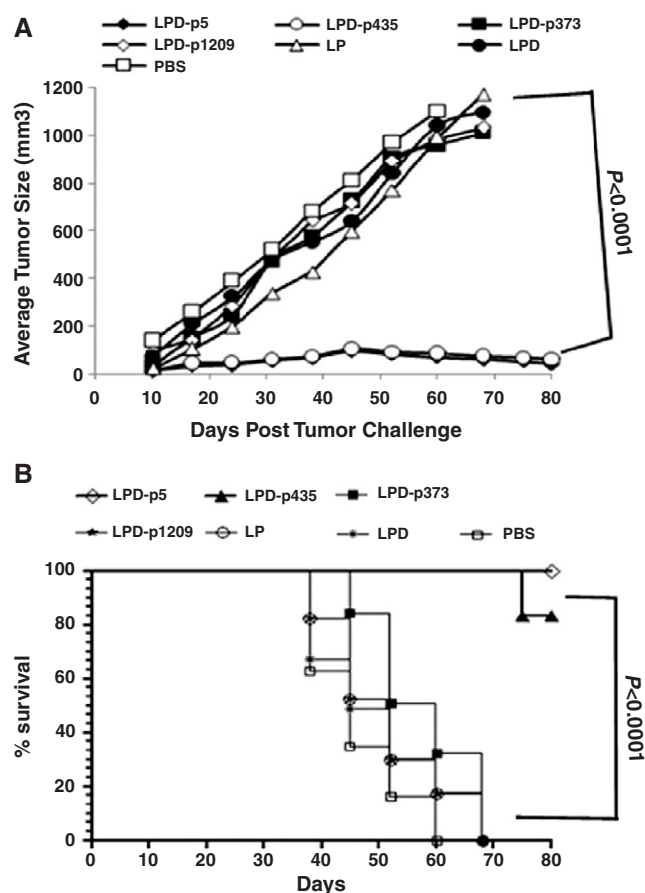 A
LPD-p5 LPD-p435 LPD-p373
LPD-p1209 LP LPD
PBS
Average Tumor Size (mm3)
1200
1000
800
600
400
200
0
0 10 20 30 40 50 60 70 80
Days Post Tumor Challenge
P<0.0001
B
LPD-p5 LPD-p435 LPD-p373
LPD-p1209 LP LPD PBS
% survival
100
80
60
40
20
0
0 10 20 30 40 50 60 70 80
Days
P<0.0001